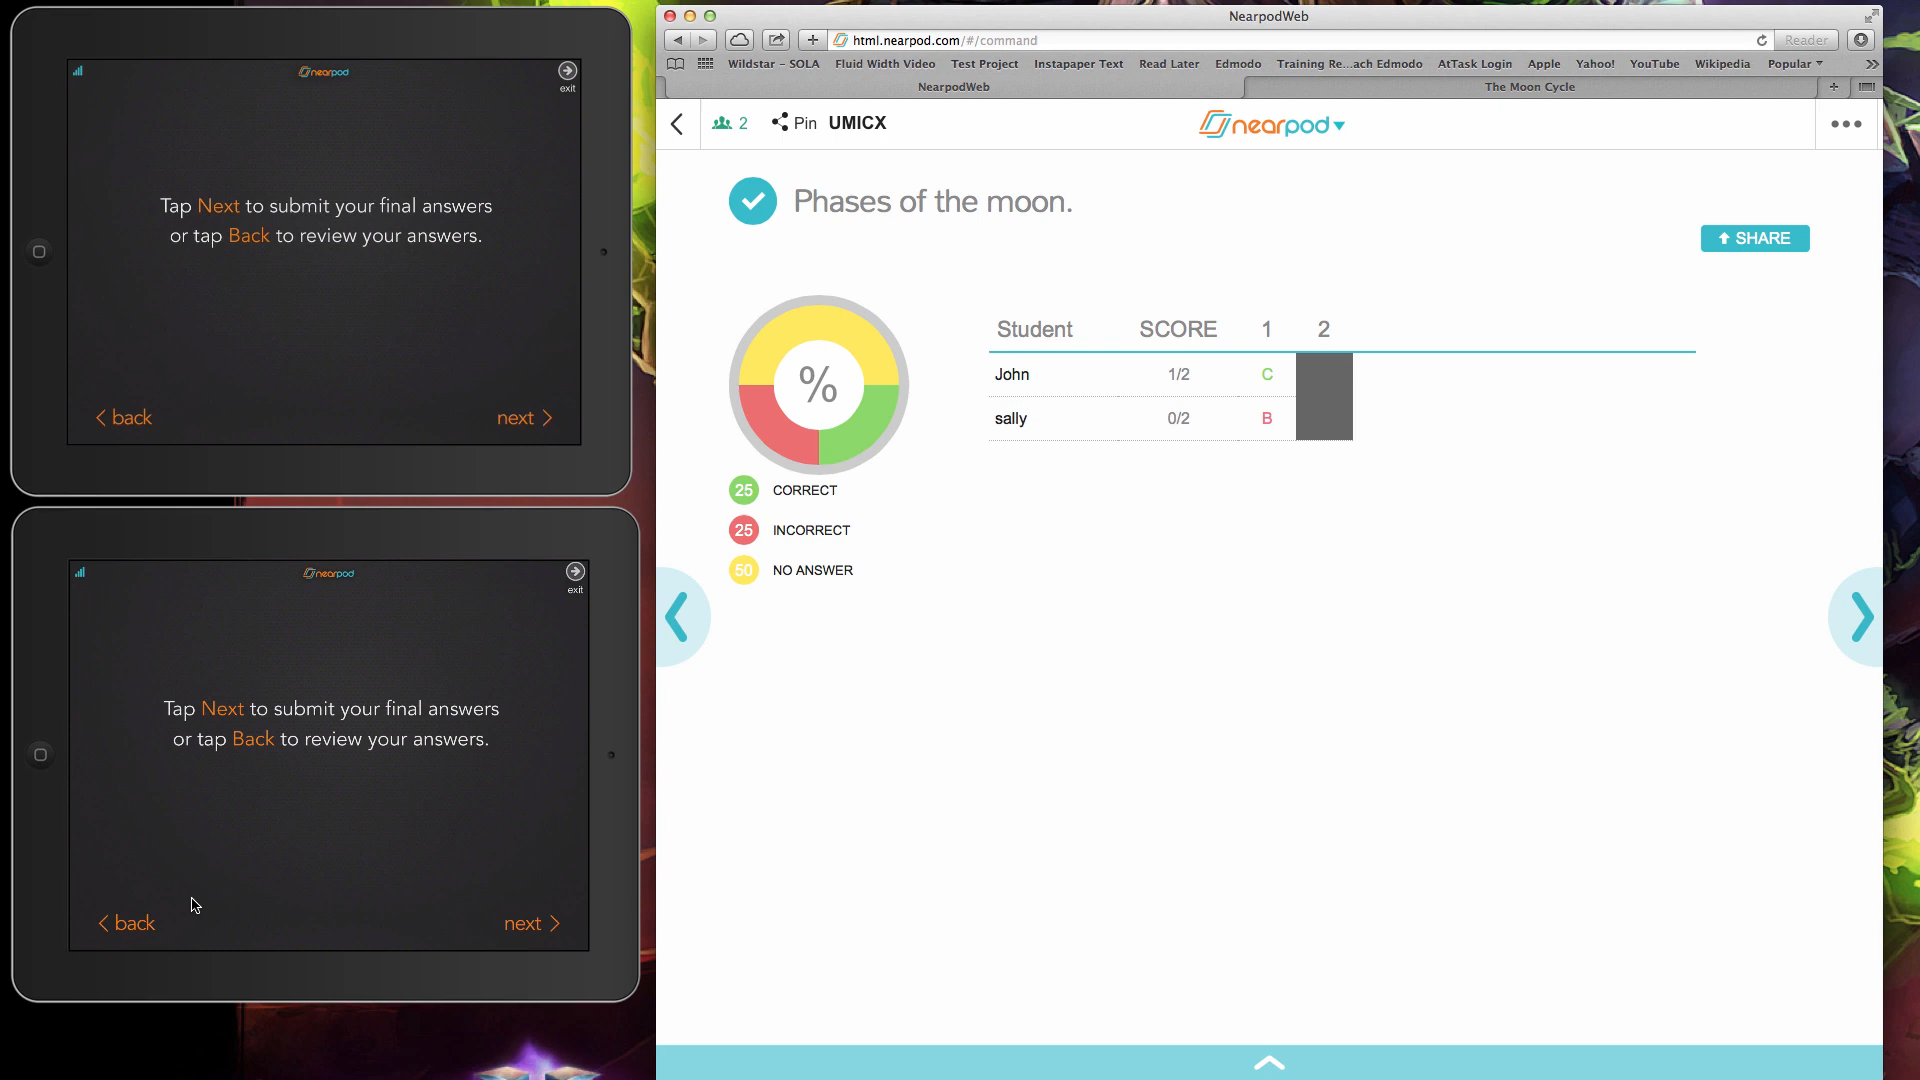 nearpod
exit
Tap Next to submit your final answers
or tap Back to review your answers.
back
next
nearpod
exit
Tap Next to submit your final answers
or tap Back to review your answers.
back
next
NearpodWeb
html.nearpod.com/#/command
Reader
Wildstar – SOLA Fluid Width Video Test Project Instapaper Text Read Later Edmodo Training Re...ach Edmodo AtTask Login Apple Yahoo! YouTube Wikipedia Popular
NearpodWeb
The Moon Cycle
2 Pin UMICX
nearpod
Phases of the moon.
SHARE
%
25 CORRECT
25 INCORRECT
50 NO ANSWER
Student SCORE 1 2
John 1/2 C
sally 0/2 B